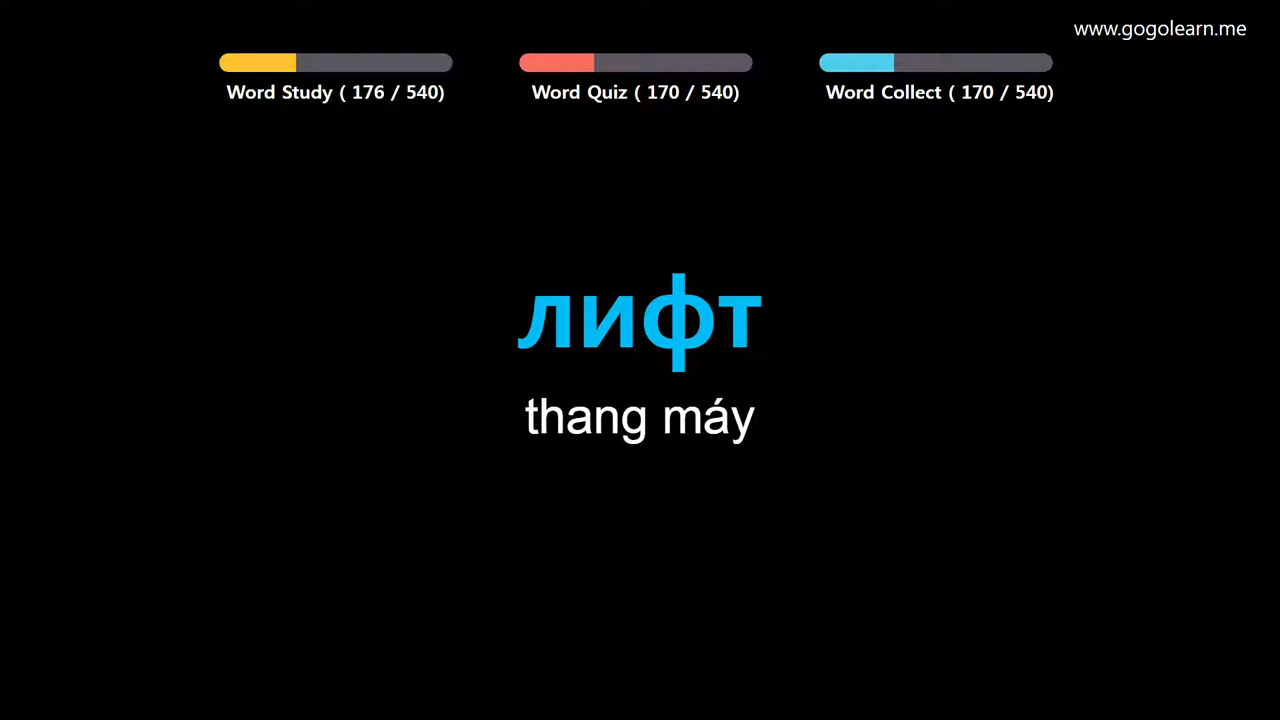 www.gogolearn.me
Word Study ( 176 / 540)
Word Quiz ( 170 / 540)
Word Collect ( 170 / 540)
лифт
thang máy